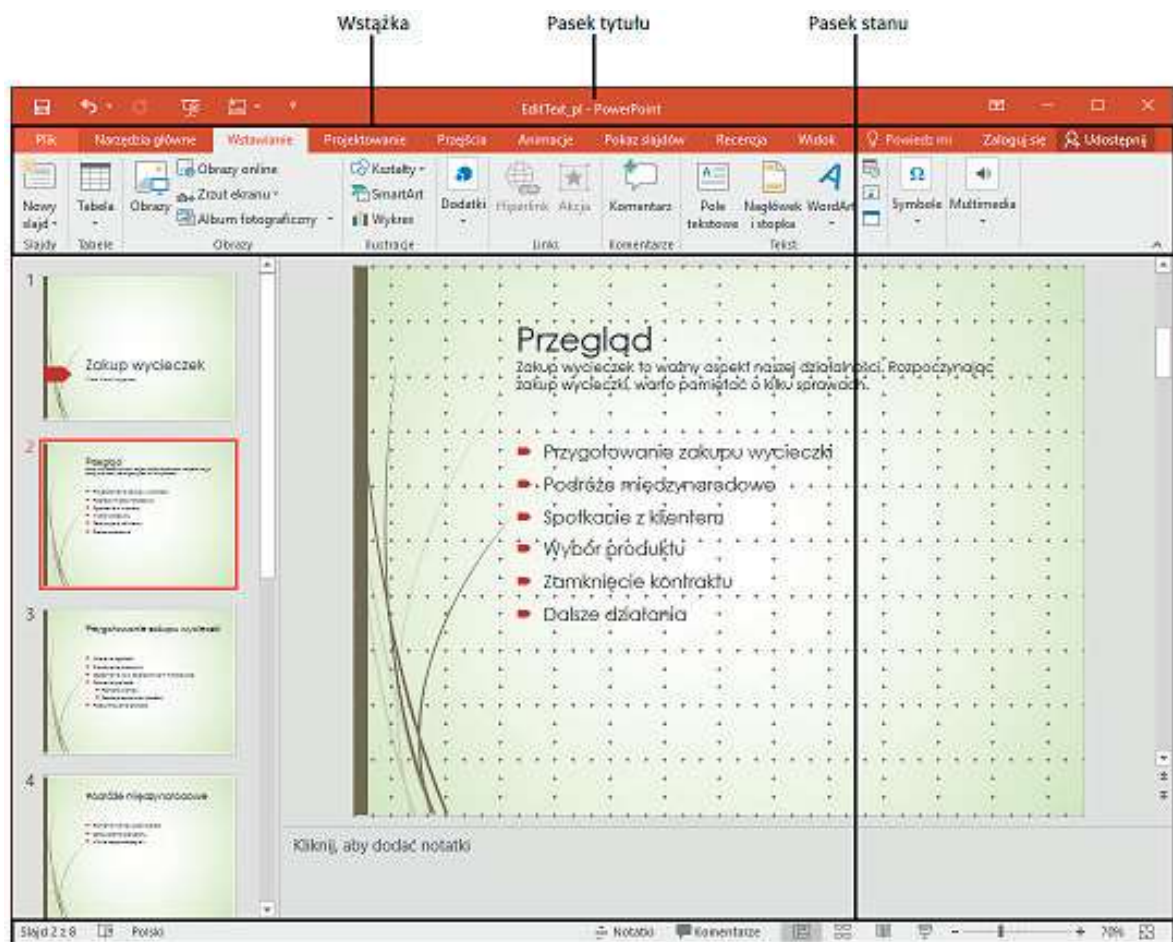 Wstążka Pasek tytułu Pasek stanu
EditText_pl - PowerPoint
Plik Narzędzia główne Wstawianie Projektowanie Przejścia Animacje Pokaz slajdów Recenzja Widok Powiedz mi Zaloguj się Udostępnij
Nowy slajd
Tabela
Obrazy
Obrazy online
Zrzut ekranu
Album fotograficzny
Kształty
SmartArt
Wykres
Dodatki
Hiperlink Akcja
Komentarz
Pole tekstowe
Nagłówek i stopka
WordArt
Symbole
Multimedia
Slajdy Tabele Obrazy Ilustracje Linki Komentarze Tekst
1
Zakup wycieczek
2
Przegląd
3
Przygotowanie zakupu wycieczki
4
Podróże międzynarodowe
Przegląd
Zakup wycieczek to ważny aspekt naszej działalności. Rozpoczynając
zakup wycieczki, warto pamiętać o kilku sprawach.
Przygotowanie zakupu wycieczki
Podróże międzynarodowe
Spotkanie z klientem
Wybór produktu
Zamknięcie kontraktu
Dalsze działania
Kliknij, aby dodać notatki
Slajd 2 z 8 Polski Notatki Komentarze 70%